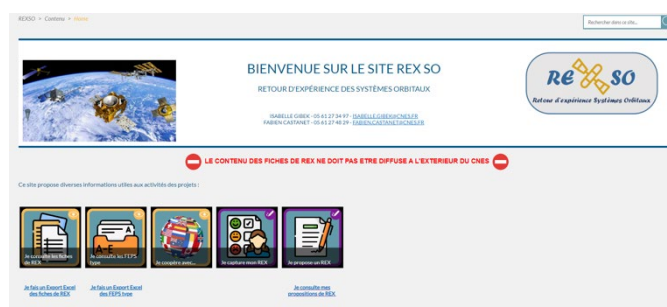 REXSO • Contenu • Home
Rechercher dans ce site...
BIENVENUE SUR LE SITE REX SO
RETOUR D'EXPÉRIENCE DES SYSTÈMES ORBITAUX
ISABELLE GIBEK - 05 61 27 34 97 - ISABELLE.GIBEK@CNES.FR
FABIEN CASTANET - 05 61 27 48 29 - FABIEN.CASTANET@CNES.FR
RE SO
Retour d'expérience Systèmes Orbitaux
LE CONTENU DES FICHES DE REX NE DOIT PAS ETRE DIFFUSE A L'EXTERIEUR DU CNES
Ce site propose diverses informations utiles aux activités des projets :
A-E
Je consulte les fiches de REX
Je consulte les FEPS type
Je coopère avec...
Je capture mon REX
Je propose un REX
Je fais un Export Excel des fiches de REX
Je fais un Export Excel des FEPS type
Je consulte mes propositions de REX